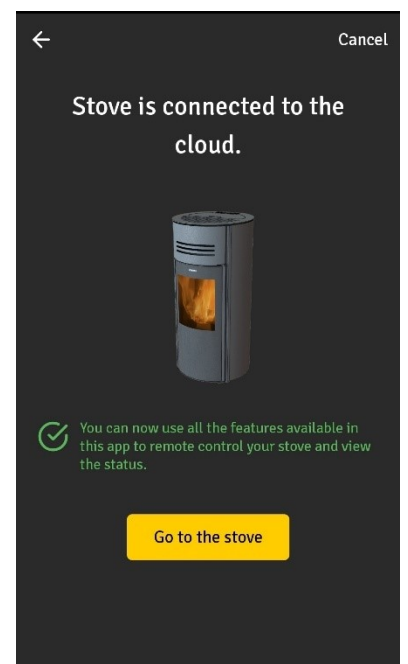 Cancel
Stove is connected to the
cloud.
You can now use all the features available in
this app to remote control your stove and view
the status.
Go to the stove